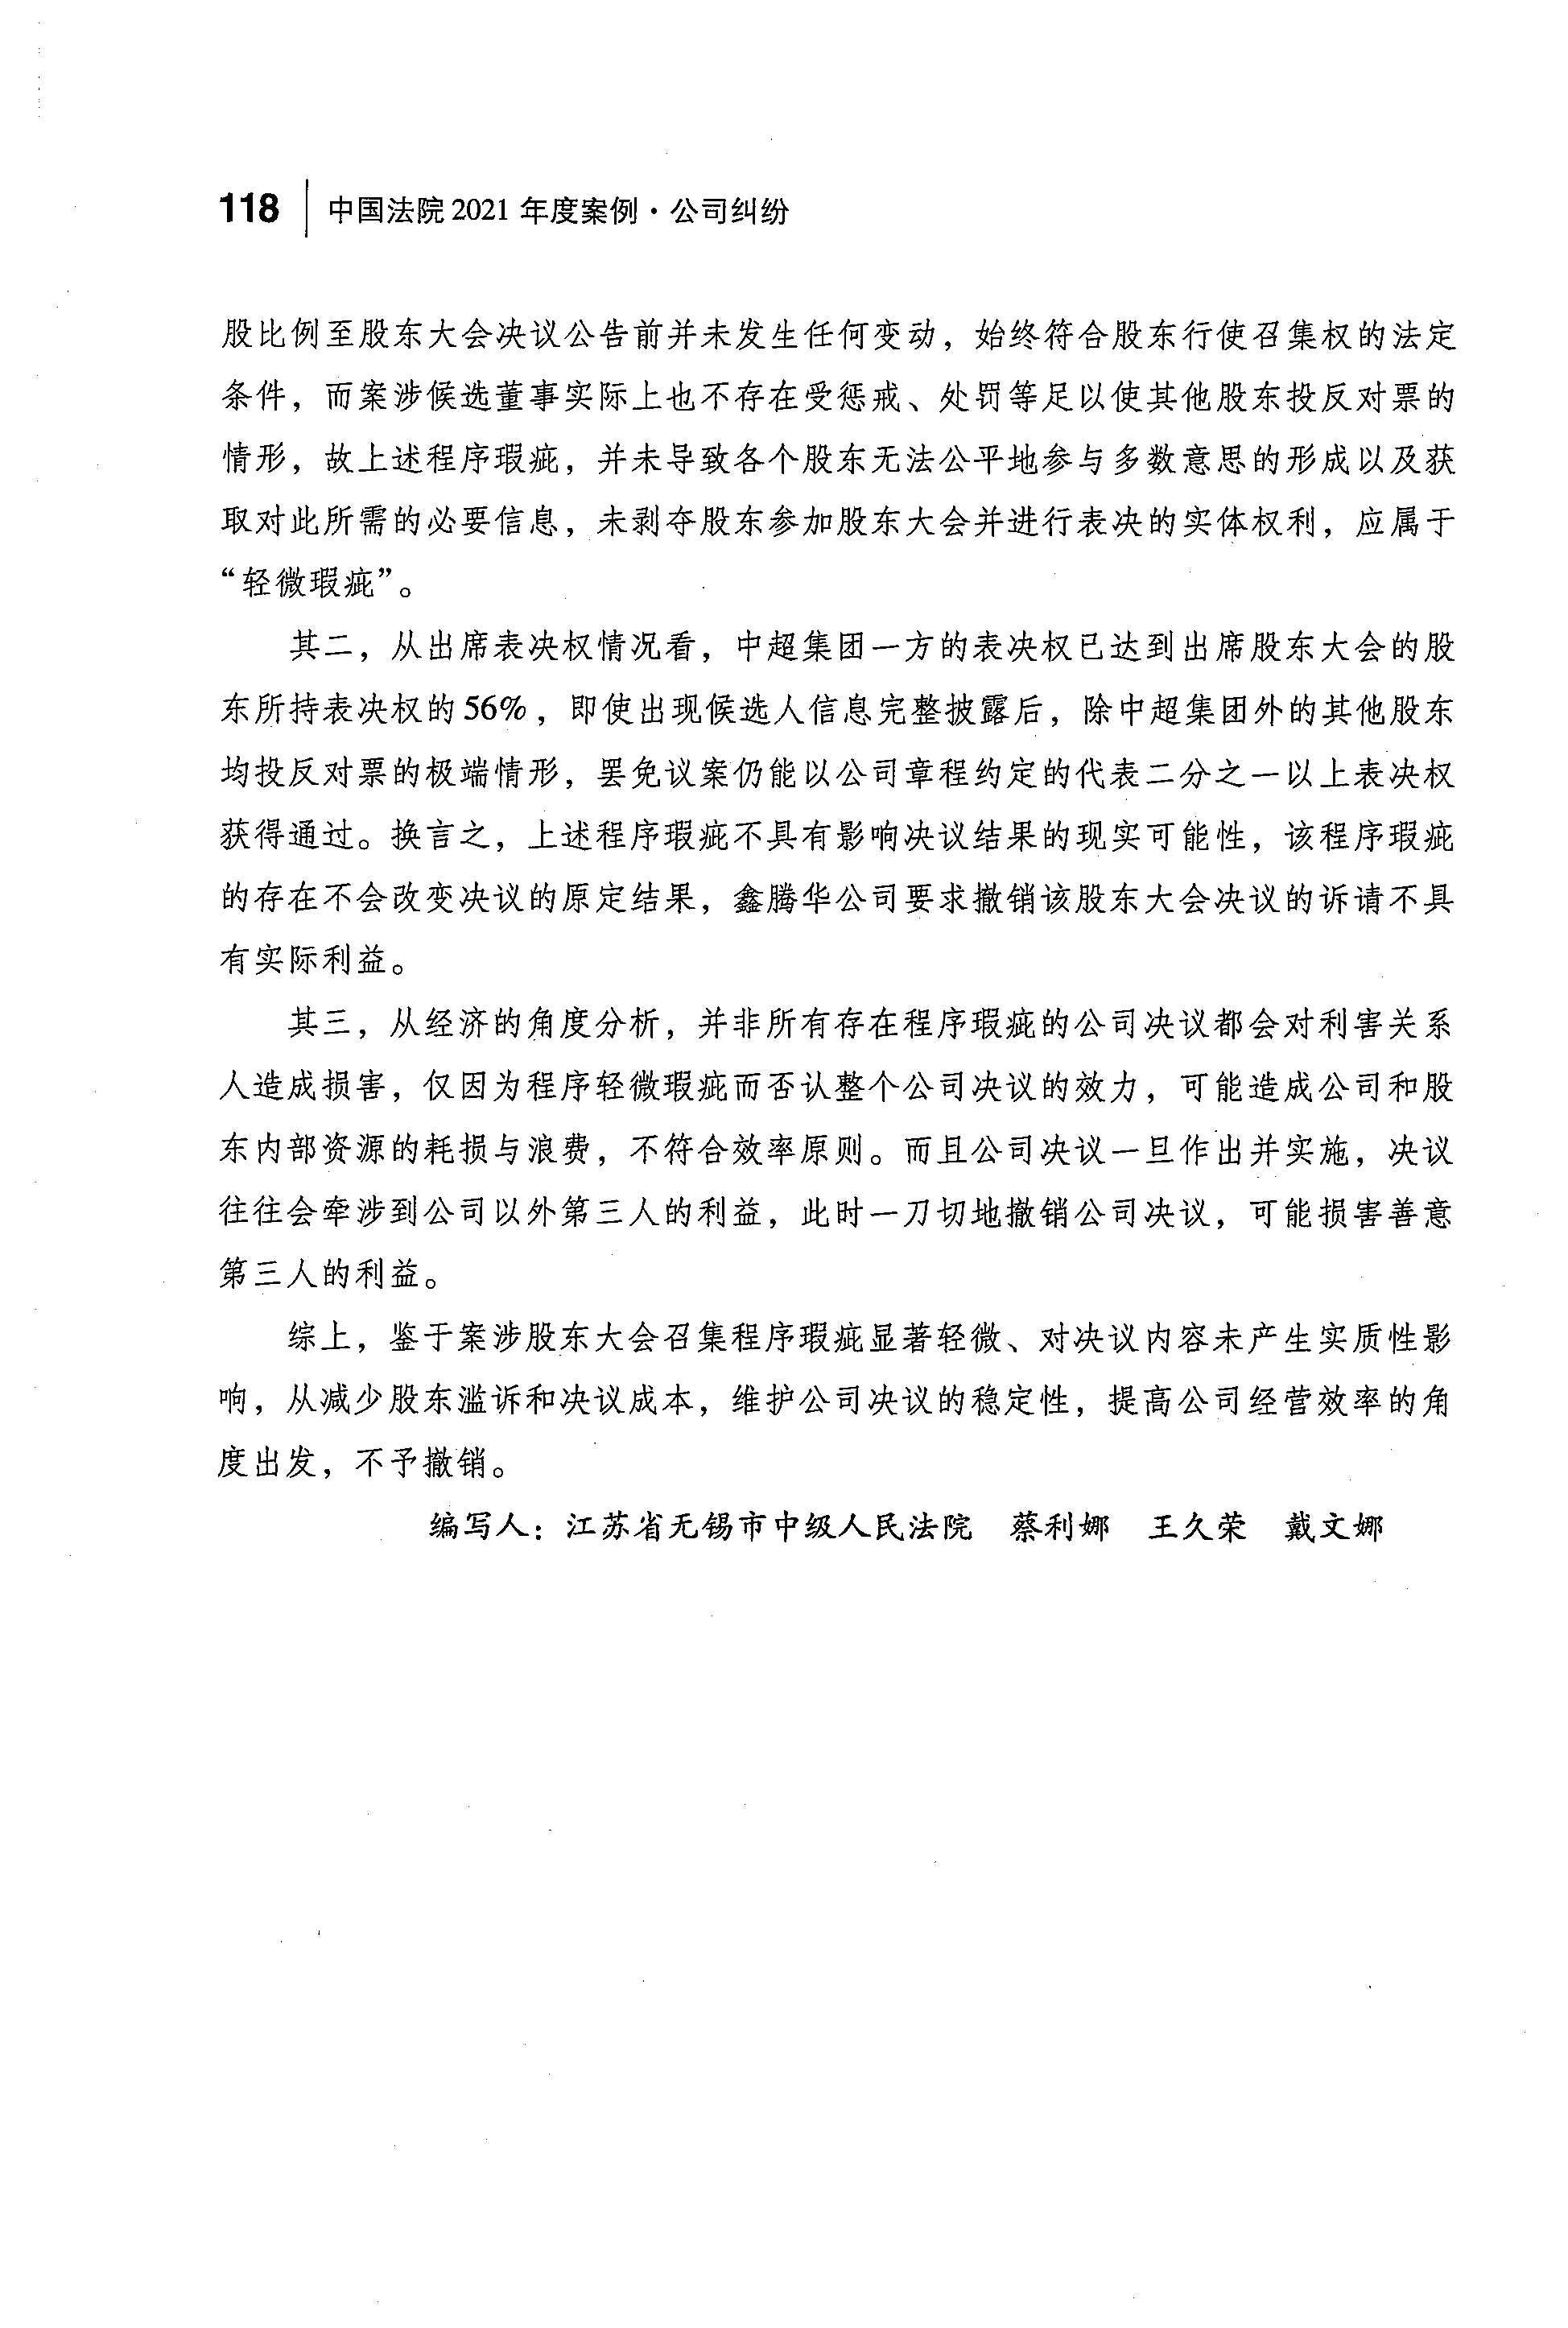 118 中国法院 2021 年度案例·公司纠纷
股比例至股东大会决议公告前并未发生任何变动，始终符合股东行使召集权的法定
条件，而案涉候选董事实际上也不存在受惩戒、处罚等足以使其他股东投反对票的
情形，故上述程序瑕疵，并未导致各个股东无法公平地参与多数意思的形成以及获
取对此所需的必要信息，未剥夺股东参加股东大会并进行表决的实体权利，应属于
“轻微瑕疵”。
其二，从出席表决权情况看，中超集团一方的表决权已达到出席股东大会的股
东所持表决权的 56%，即使出现候选人信息完整披露后，除中超集团外的其他股东
均投反对票的极端情形，罢免议案仍能以公司章程约定的代表二分之一以上表决权
获得通过。换言之，上述程序瑕疵不具有影响决议结果的现实可能性，该程序瑕疵
的存在不会改变决议的原定结果，鑫腾华公司要求撤销该股东大会决议的诉请不具
有实际利益。
其三，从经济的角度分析，并非所有存在程序瑕疵的公司决议都会对利害关系
人造成损害，仅因为程序轻微瑕疵而否认整个公司决议的效力，可能造成公司和股
东内部资源的耗损与浪费，不符合效率原则。而且公司决议一旦作出并实施，决议
往往会牵涉到公司以外第三人的利益，此时一刀切地撤销公司决议，可能损害善意
第三人的利益。
综上，鉴于案涉股东大会召集程序瑕疵显著轻微、对决议内容未产生实质性影
响，从减少股东滥诉和决议成本，维护公司决议的稳定性，提高公司经营效率的角
度出发，不予撤销。
编写人：江苏省无锡市中级人民法院 蔡利娜 王久荣 戴文娜